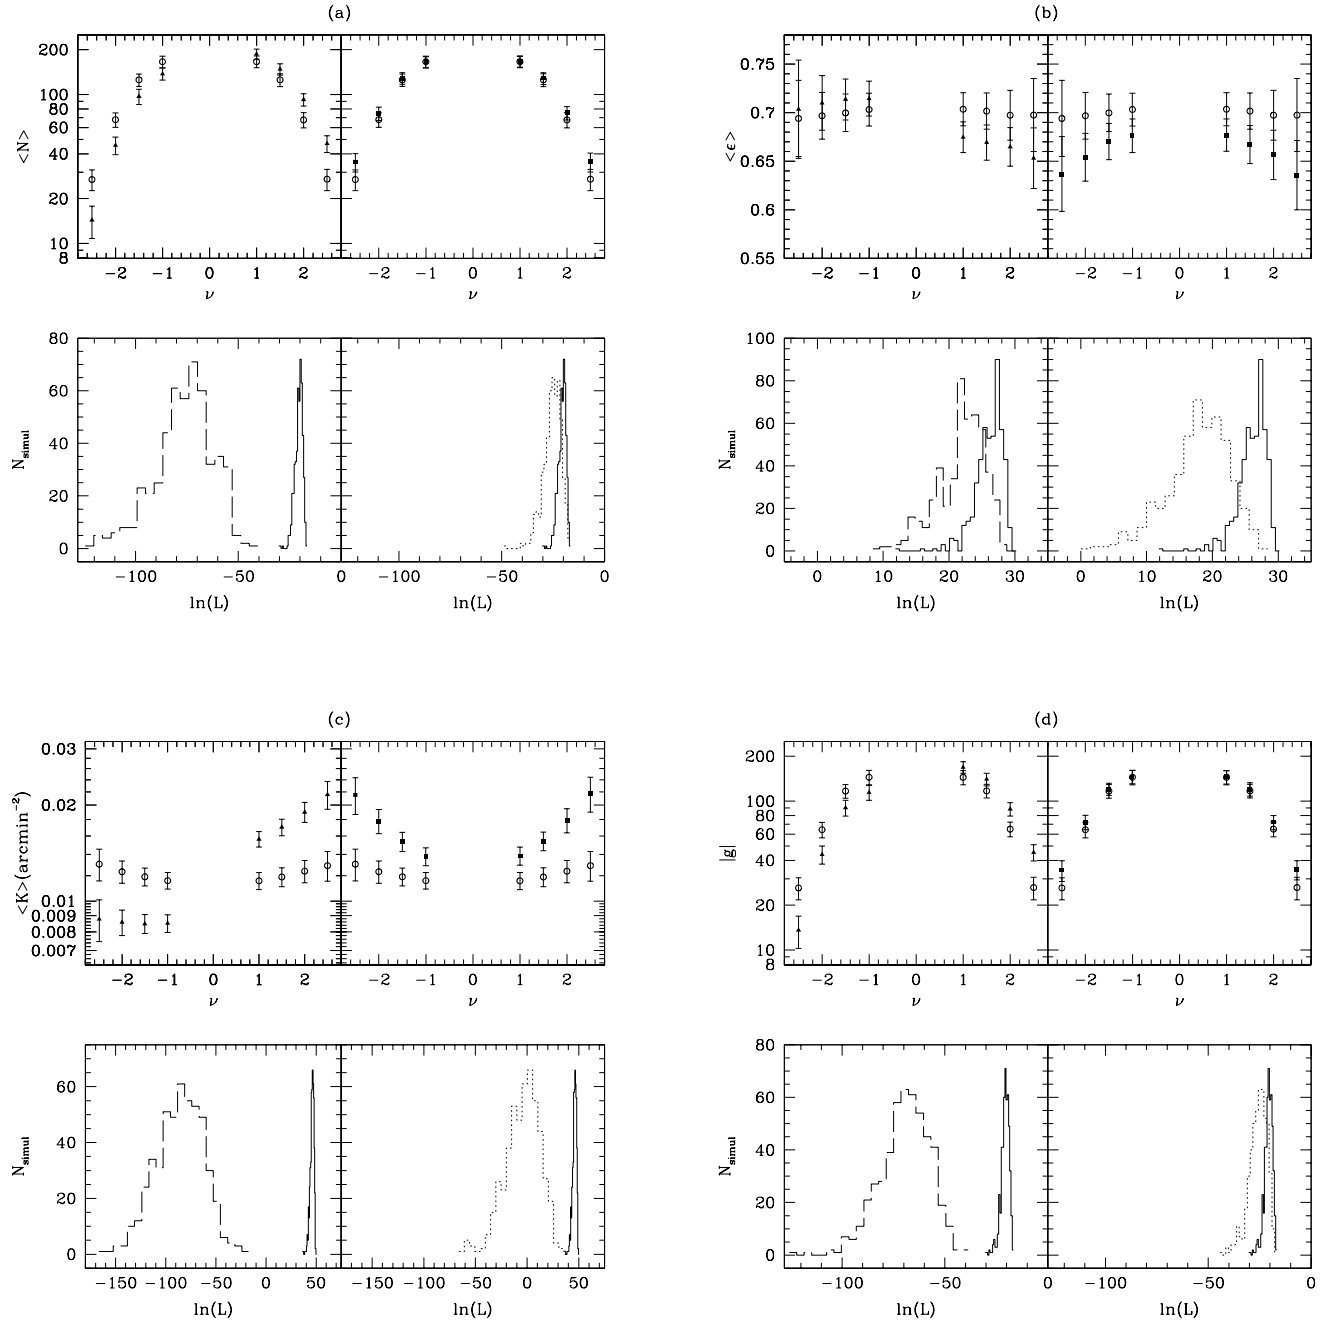 (a)
200
100
80
60
40
20
10
8
<N>
−2 −1 0 1 2 −2 −1 0 1 2
ν ν
80
60
40
20
0
N_simul
−100 −50 0 −100 −50 0
ln(L) ln(L)
(b)
0.75
0.7
0.65
0.6
0.55
<ϵ>
−2 −1 0 1 2 −2 −1 0 1 2
ν ν
100
80
60
40
20
0
N_simul
0 10 20 30 0 10 20 30
ln(L) ln(L)
(c)
0.03
0.02
0.01
0.009
0.008
0.007
<K>(arcmin⁻²)
−2 −1 0 1 2 −2 −1 0 1 2
ν ν
60
40
20
0
N_simul
−150 −100 −50 0 50 −150 −100 −50 0 50
ln(L) ln(L)
(d)
200
100
80
60
40
20
10
8
|g|
−2 −1 0 1 2 −2 −1 0 1 2
ν ν
80
60
40
20
0
N_simul
−100 −50 0 −100 −50 0
ln(L) ln(L)